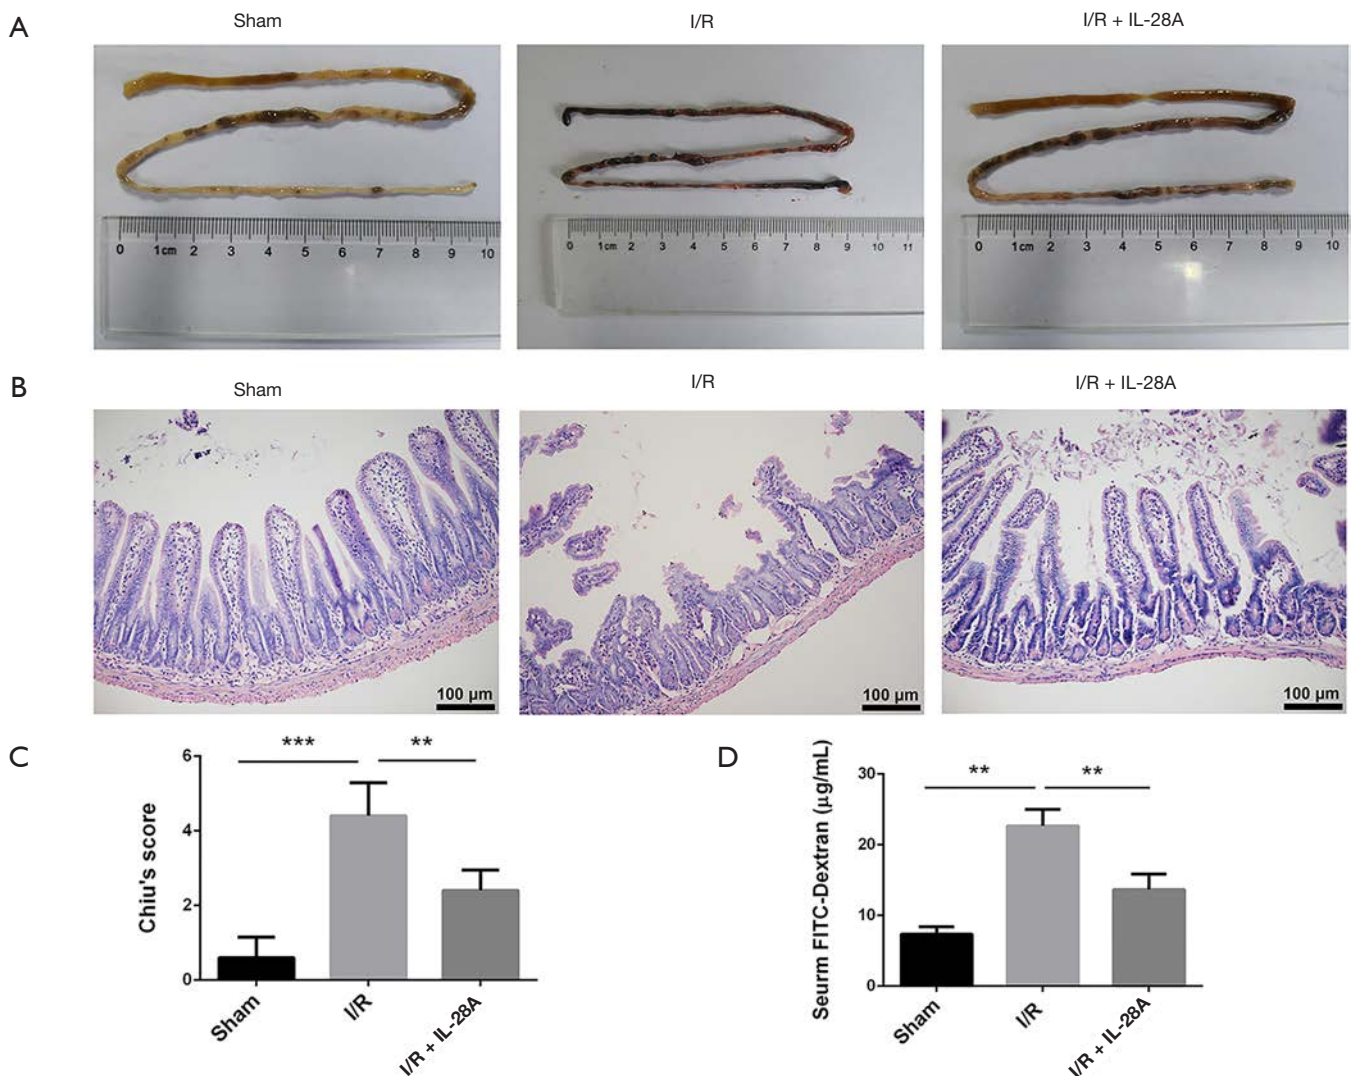 A
Sham
I/R
I/R + IL-28A
0 1cm 2 3 4 5 6 7 8 9 10
0 1cm 2 3 4 5 6 7 8 9 10 11
0 1cm 2 3 4 5 6 7 8 9 10
B
Sham
I/R
I/R + IL-28A
100 µm
100 µm
100 µm
C
Chiu's score
6
4
2
0
***
**
Sham
I/R
I/R + IL-28A
D
Seurm FITC-Dextran (µg/mL)
30
20
10
0
**
**
Sham
I/R
I/R + IL-28A